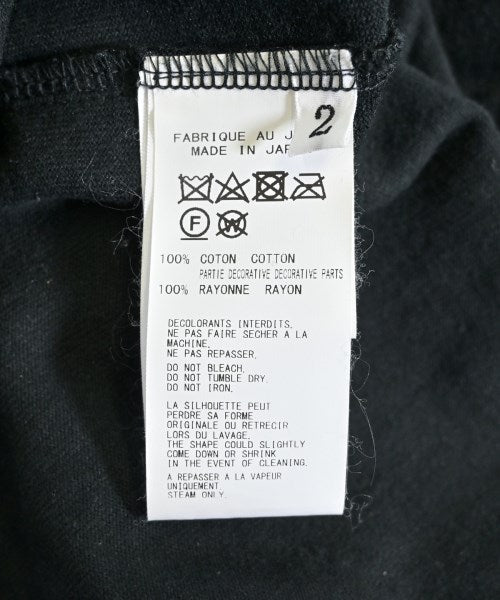 2
FABRIQUE AU
MADE IN
F W
100% COTON COTTON
PARTIE DECORATIVE DECORATIVE PARTS
100% RAYONNE RAYON
DECOLORANTS INTERDITS.
NE PAS FAIRE SECHER A LA
MACHINE.
NE PAS REPASSER.
DO NOT BLEACH.
DO NOT TUMBLE DRY.
DO NOT IRON.
LA SILHOUETTE PEUT
PERDRE SA FORME
ORIGINALE OU RETRECIR
LORS DU LAVAGE.
THE SHAPE COULD SLIGHTLY
COME DOWN OR SHRINK
IN THE EVENT OF CLEANING.
A REPASSER A LA VAPEUR
UNIQUEMENT.
STEAM ONLY.